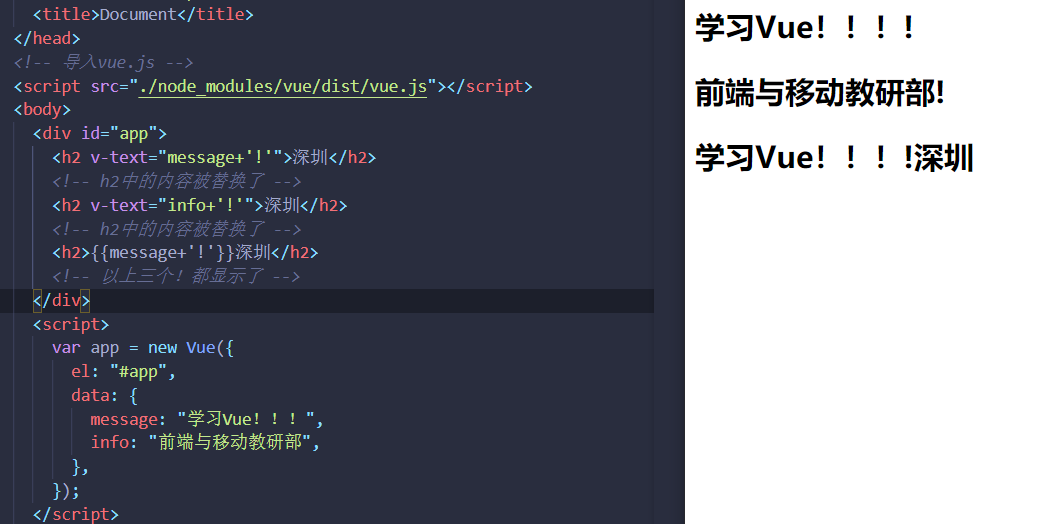 <title>Document</title>
</head>
<!-- 导入vue.js -->
<script src="./node_modules/vue/dist/vue.js"></script>
<body>
<div id="app">
<h2 v-text="message+'!'">深圳</h2>
<!-- h2中的内容被替换了 -->
<h2 v-text="info+'!'">深圳</h2>
<!-- h2中的内容被替换了 -->
<h2>{{message+'!'}}深圳</h2>
<!-- 以上三个！都显示了 -->
</div>
<script>
var app = new Vue({
el: "#app",
data: {
message: "学习Vue！！！",
info: "前端与移动教研部",
},
});
</script>
学习Vue！！！!
前端与移动教研部!
学习Vue！！！!深圳